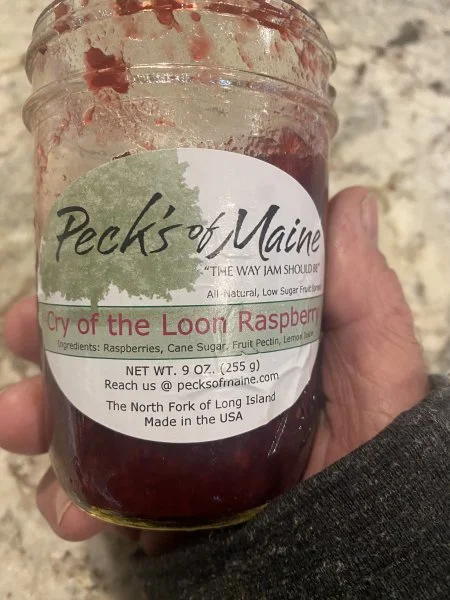 Peck's of Maine
"THE WAY JAM SHOULD BE"
All-Natural, Low Sugar Fruit Spread
Cry of the Loon Raspberry
Ingredients: Raspberries, Cane Sugar, Fruit Pectin, Lemon Juice
NET WT. 9 OZ. (255 g)
Reach us @ pecksofmaine.com
The North Fork of Long Island
Made in the USA